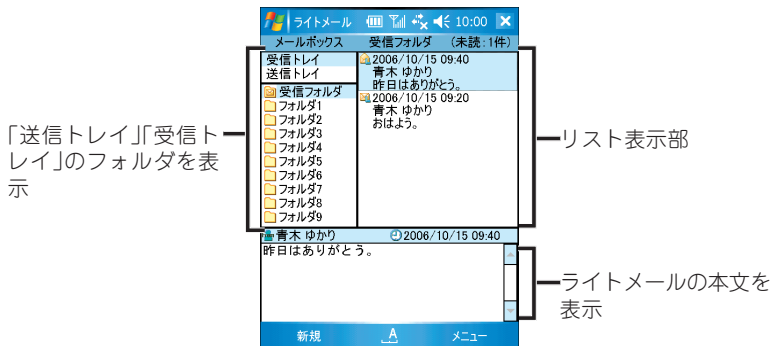 ライトメール 10:00
メールボックス 受信フォルダ (未読:1件)
受信トレイ
送信トレイ
受信フォルダ
フォルダ1
フォルダ2
フォルダ3
フォルダ4
フォルダ5
フォルダ6
フォルダ7
フォルダ8
フォルダ9
2006/10/15 09:40
青木 ゆかり
昨日はありがとう。
2006/10/15 09:20
青木 ゆかり
おはよう。
青木 ゆかり 2006/10/15 09:40
昨日はありがとう。
新規 A メニュー
「送信トレイ」「受信ト
レイ」のフォルダを表
示
リスト表示部
ライトメールの本文を
表示